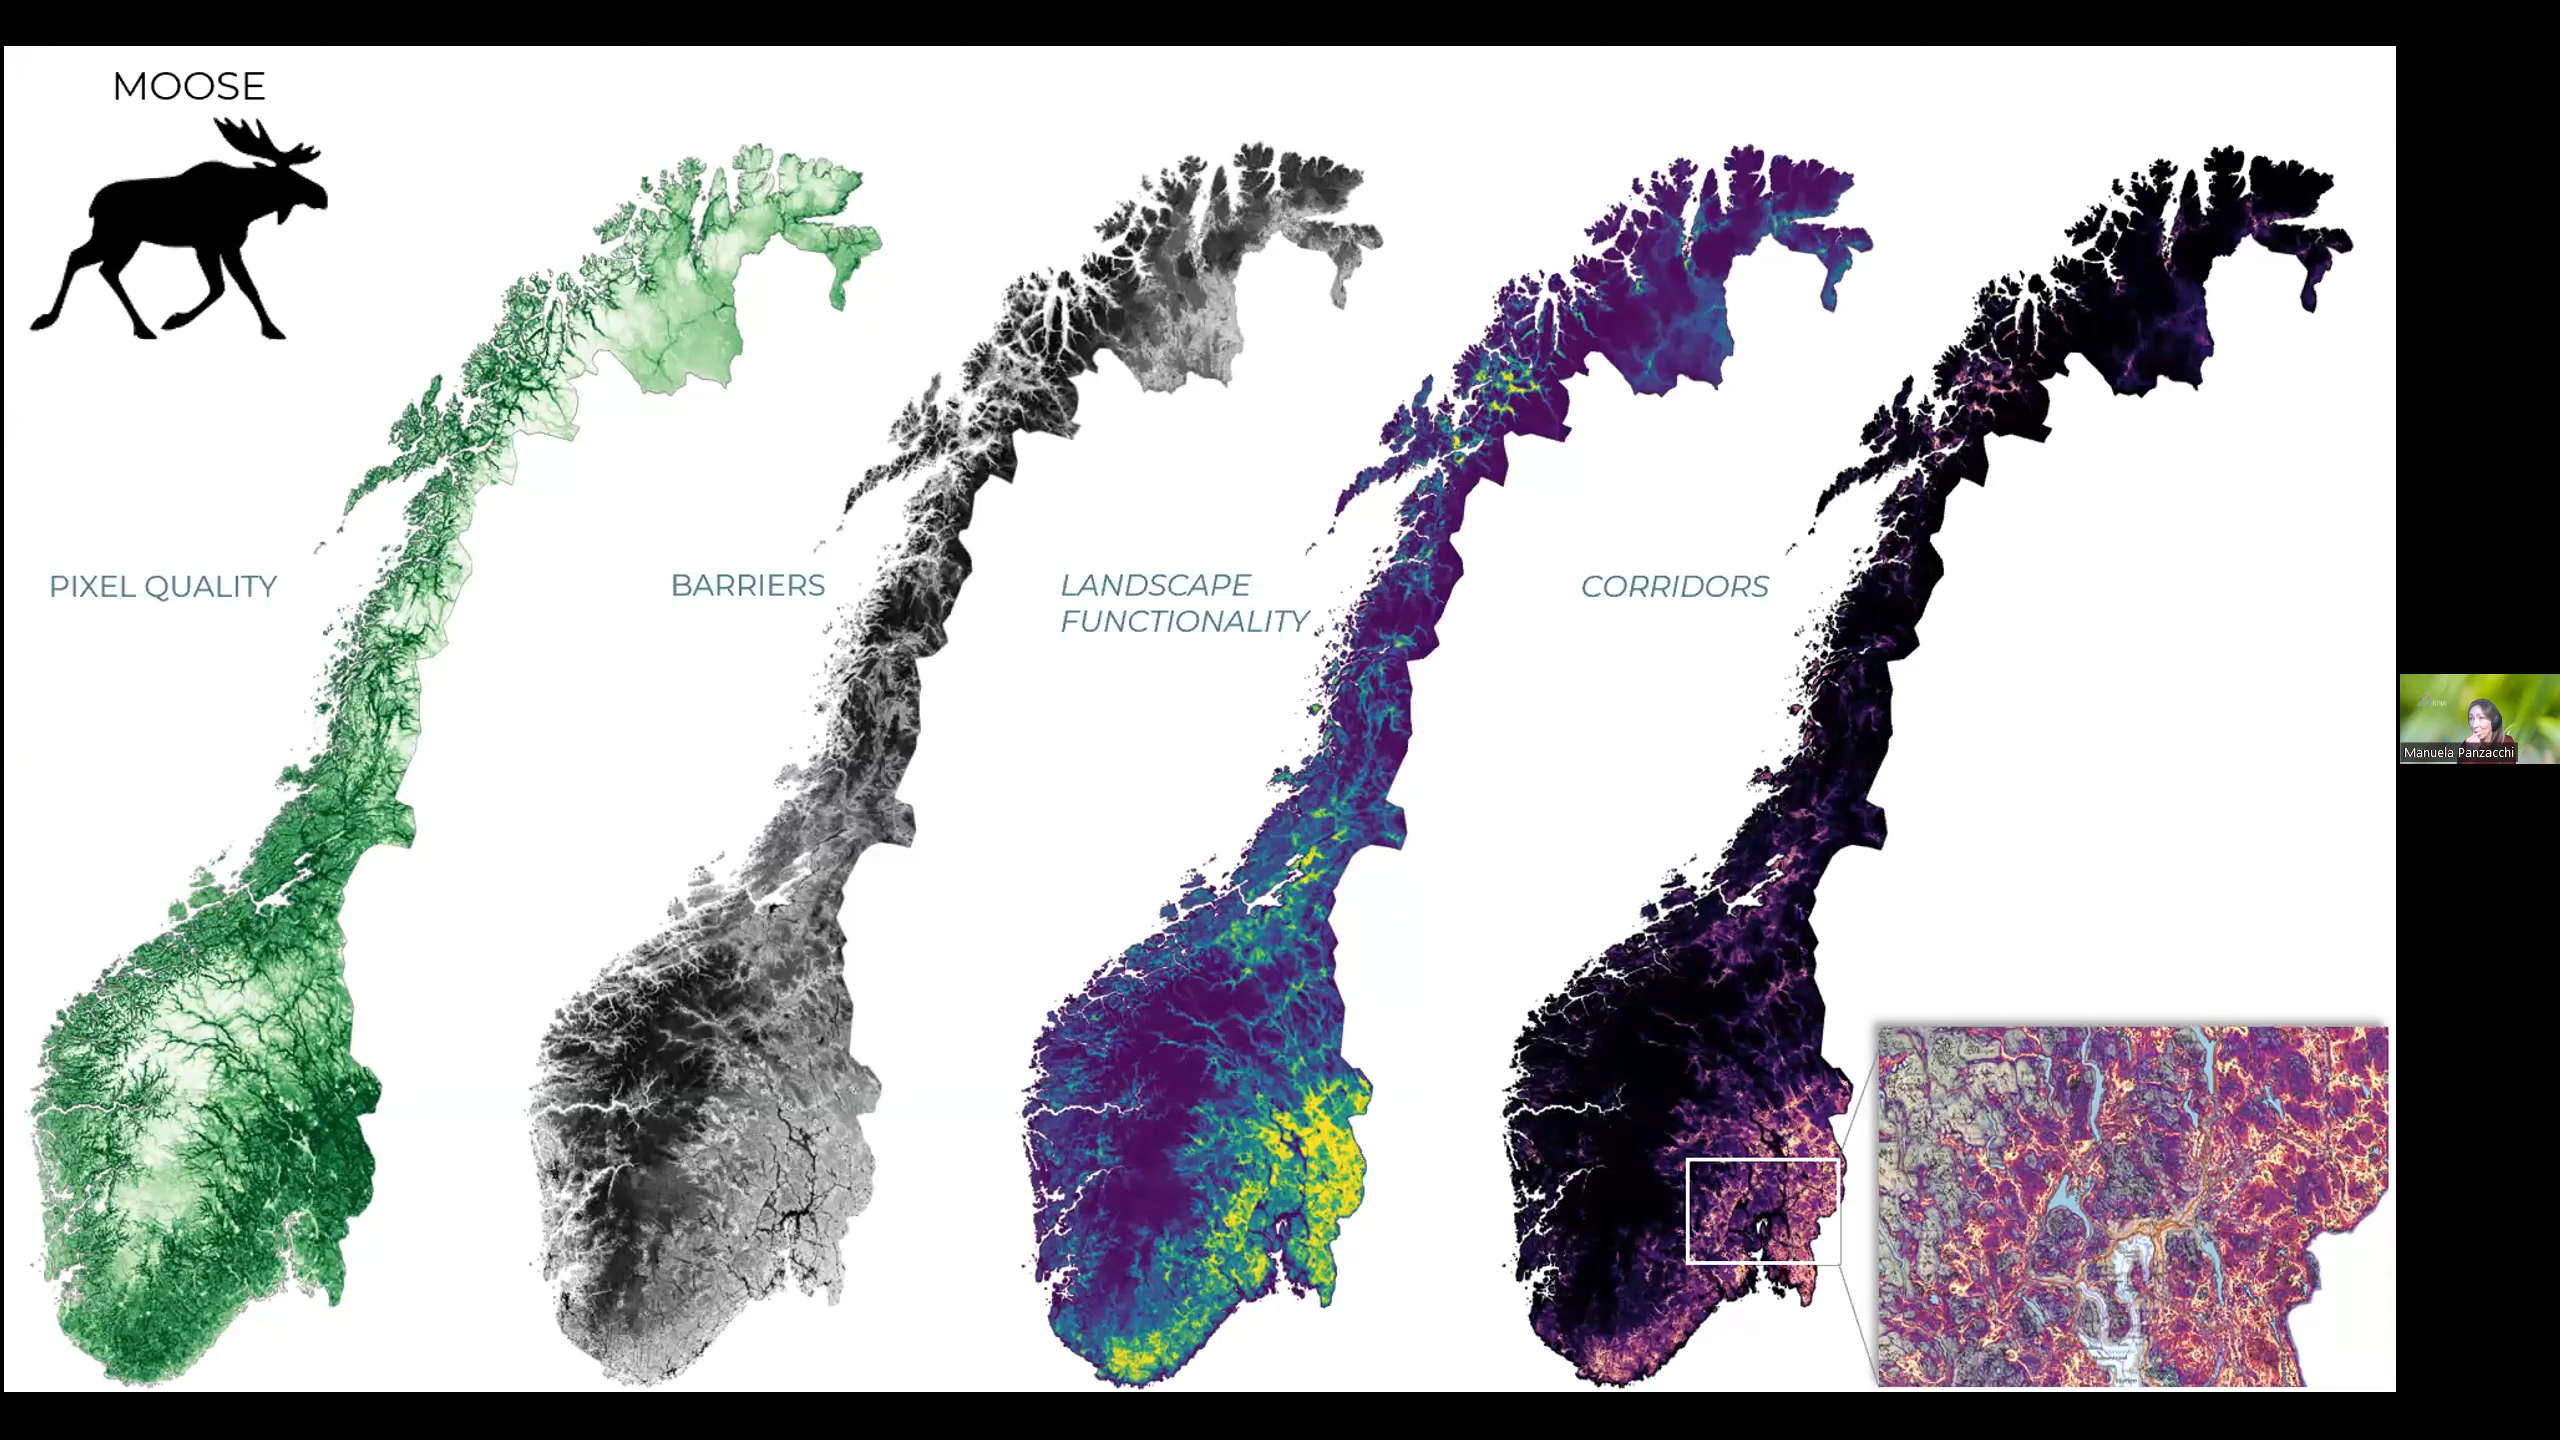 MOOSE
PIXEL QUALITY
BARRIERS
LANDSCAPE
FUNCTIONALITY
CORRIDORS
Manuela Panzacchi